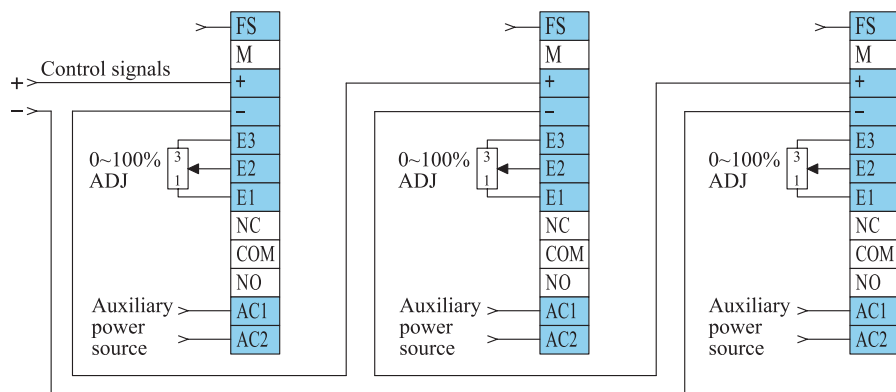 FS
M
+
−
E3
E2
E1
NC
COM
NO
AC1
AC2
+
Control signals
−
0~100%
ADJ
3
1
Auxiliary
power
source
FS
M
+
−
E3
E2
E1
NC
COM
NO
AC1
AC2
0~100%
ADJ
3
1
Auxiliary
power
source
FS
M
+
−
E3
E2
E1
NC
COM
NO
AC1
AC2
0~100%
ADJ
3
1
Auxiliary
power
source